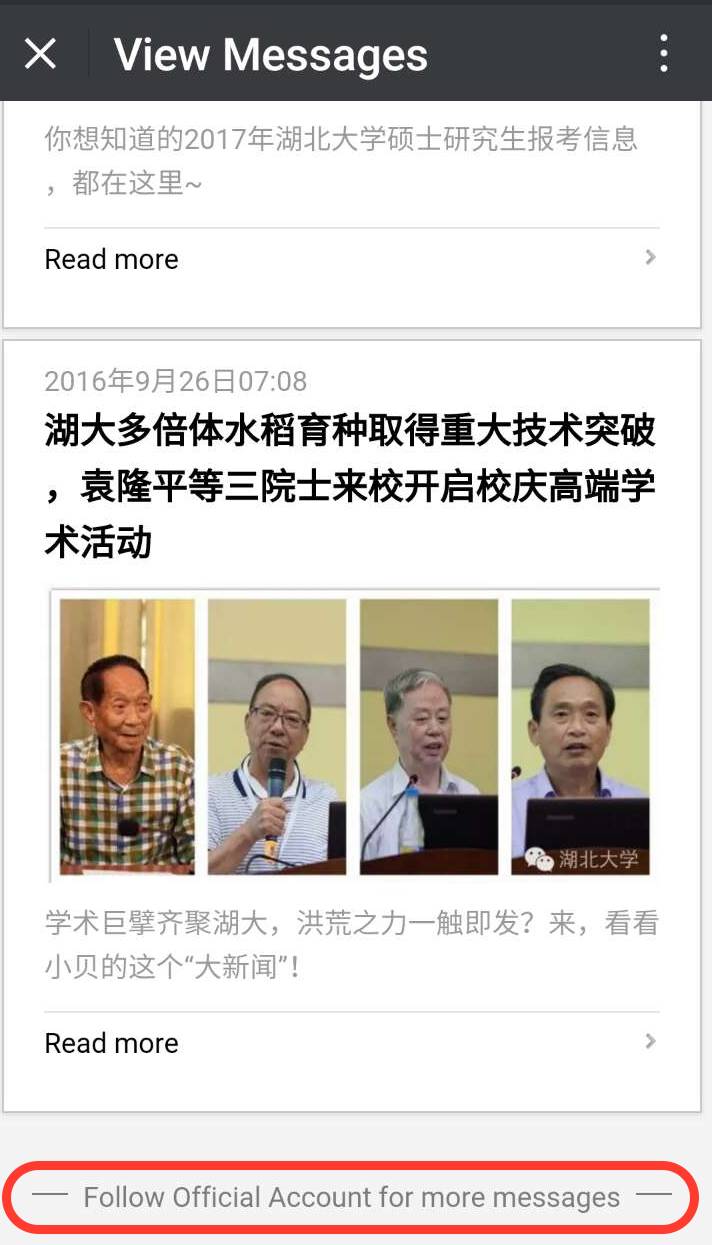 View Messages
你想知道的2017年湖北大学硕士研究生报考信息
，都在这里~
Read more
2016年9月26日07:08
湖大多倍体水稻育种取得重大技术突破
，袁隆平等三院士来校开启校庆高端学
术活动
湖北大学
学术巨擘齐聚湖大，洪荒之力一触即发？来，看看
小贝的这个“大新闻”！
Read more
Follow Official Account for more messages